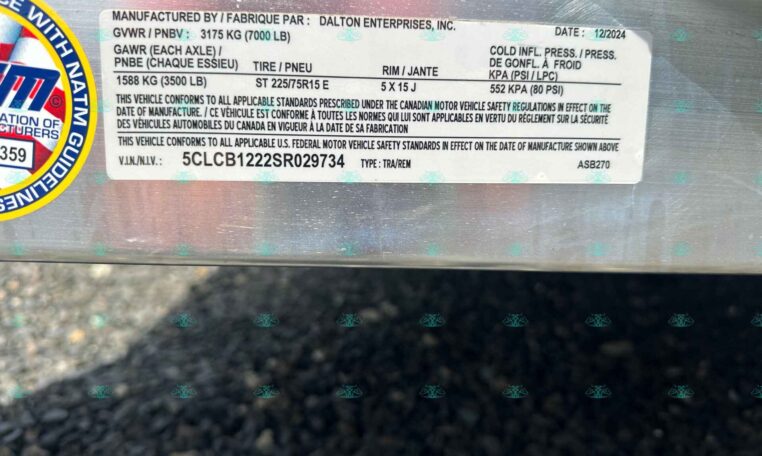 MANUFACTURED BY / FABRIQUE PAR : DALTON ENTERPRISES, INC.
GVWR / PNBV : 3175 KG (7000 LB) DATE : 12/2024
GAWR (EACH AXLE) / PNBE (CHAQUE ESSIEU) TIRE / PNEU RIM / JANTE COLD INFL. PRESS. / PRESS. DE GONFL. À FROID KPA (PSI / LPC)
1588 KG (3500 LB) ST 225/75R15 E 5 X 15 J 552 KPA (80 PSI)
THIS VEHICLE CONFORMS TO ALL APPLICABLE STANDARDS PRESCRIBED UNDER THE CANADIAN MOTOR VEHICLE SAFETY REGULATIONS IN EFFECT ON THE
DATE OF MANUFACTURE. / CE VÉHICULE EST CONFORME À TOUTES LES NORMES QUI LUI SONT APPLICABLES EN VERTU DU RÈGLEMENT SUR LA SÉCURITÉ
DES VÉHICULES AUTOMOBILES DU CANADA EN VIGUEUR À LA DATE DE SA FABRICATION
THIS VEHICLE CONFORMS TO ALL APPLICABLE U.S. FEDERAL MOTOR VEHICLE SAFETY STANDARDS IN EFFECT ON THE DATE OF MANUFACTURE SHOWN ABOVE
V.I.N./N.I.V. : 5CLCB1222SR029734 TYPE : TRA/REM ASB270
WITH NATM GUIDELINES
359